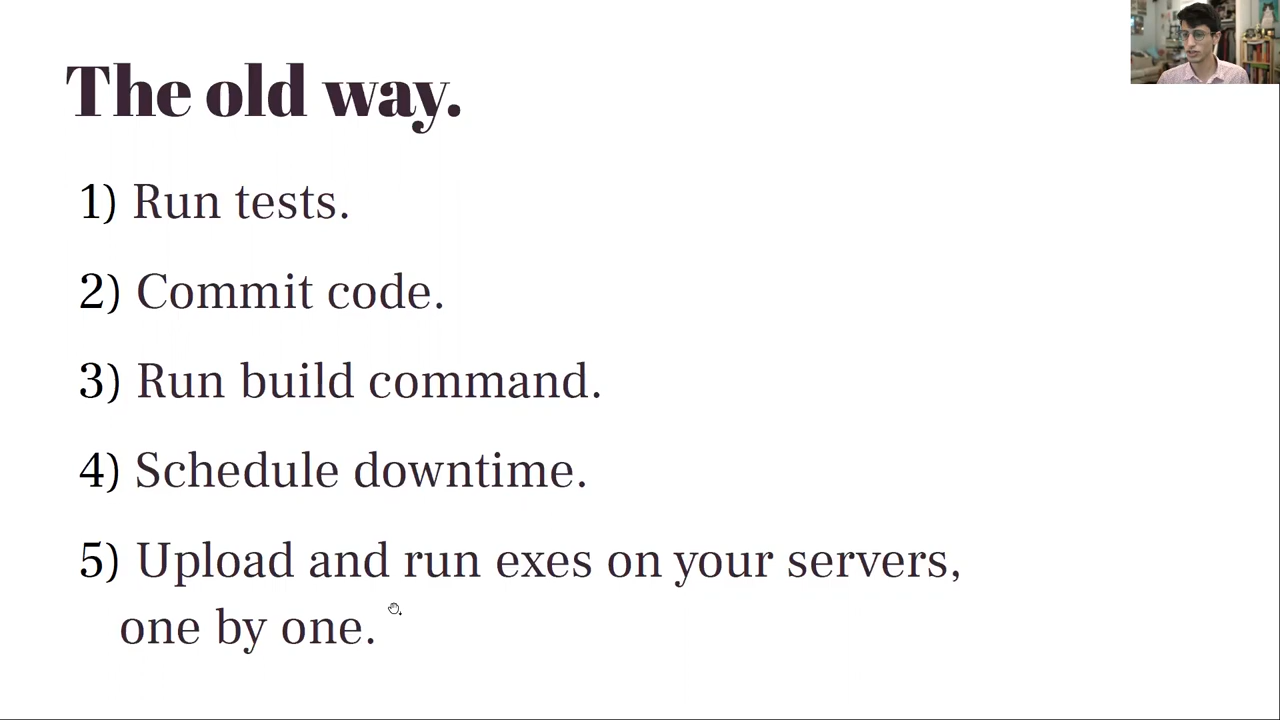 The old way.
1) Run tests.
2) Commit code.
3) Run build command.
4) Schedule downtime.
5) Upload and run exes on your servers,
one by one.